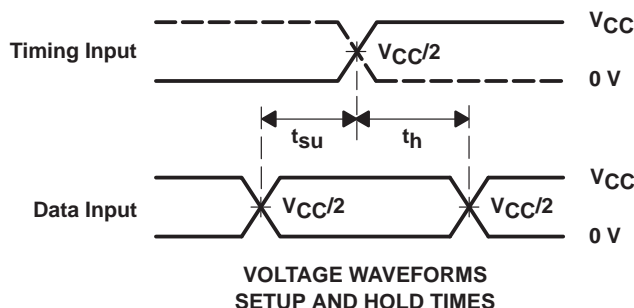 VCC
Timing Input
VCC/2
0 V
tsu
th
VCC
Data Input
VCC/2
VCC/2
0 V
VOLTAGE WAVEFORMS
SETUP AND HOLD TIMES